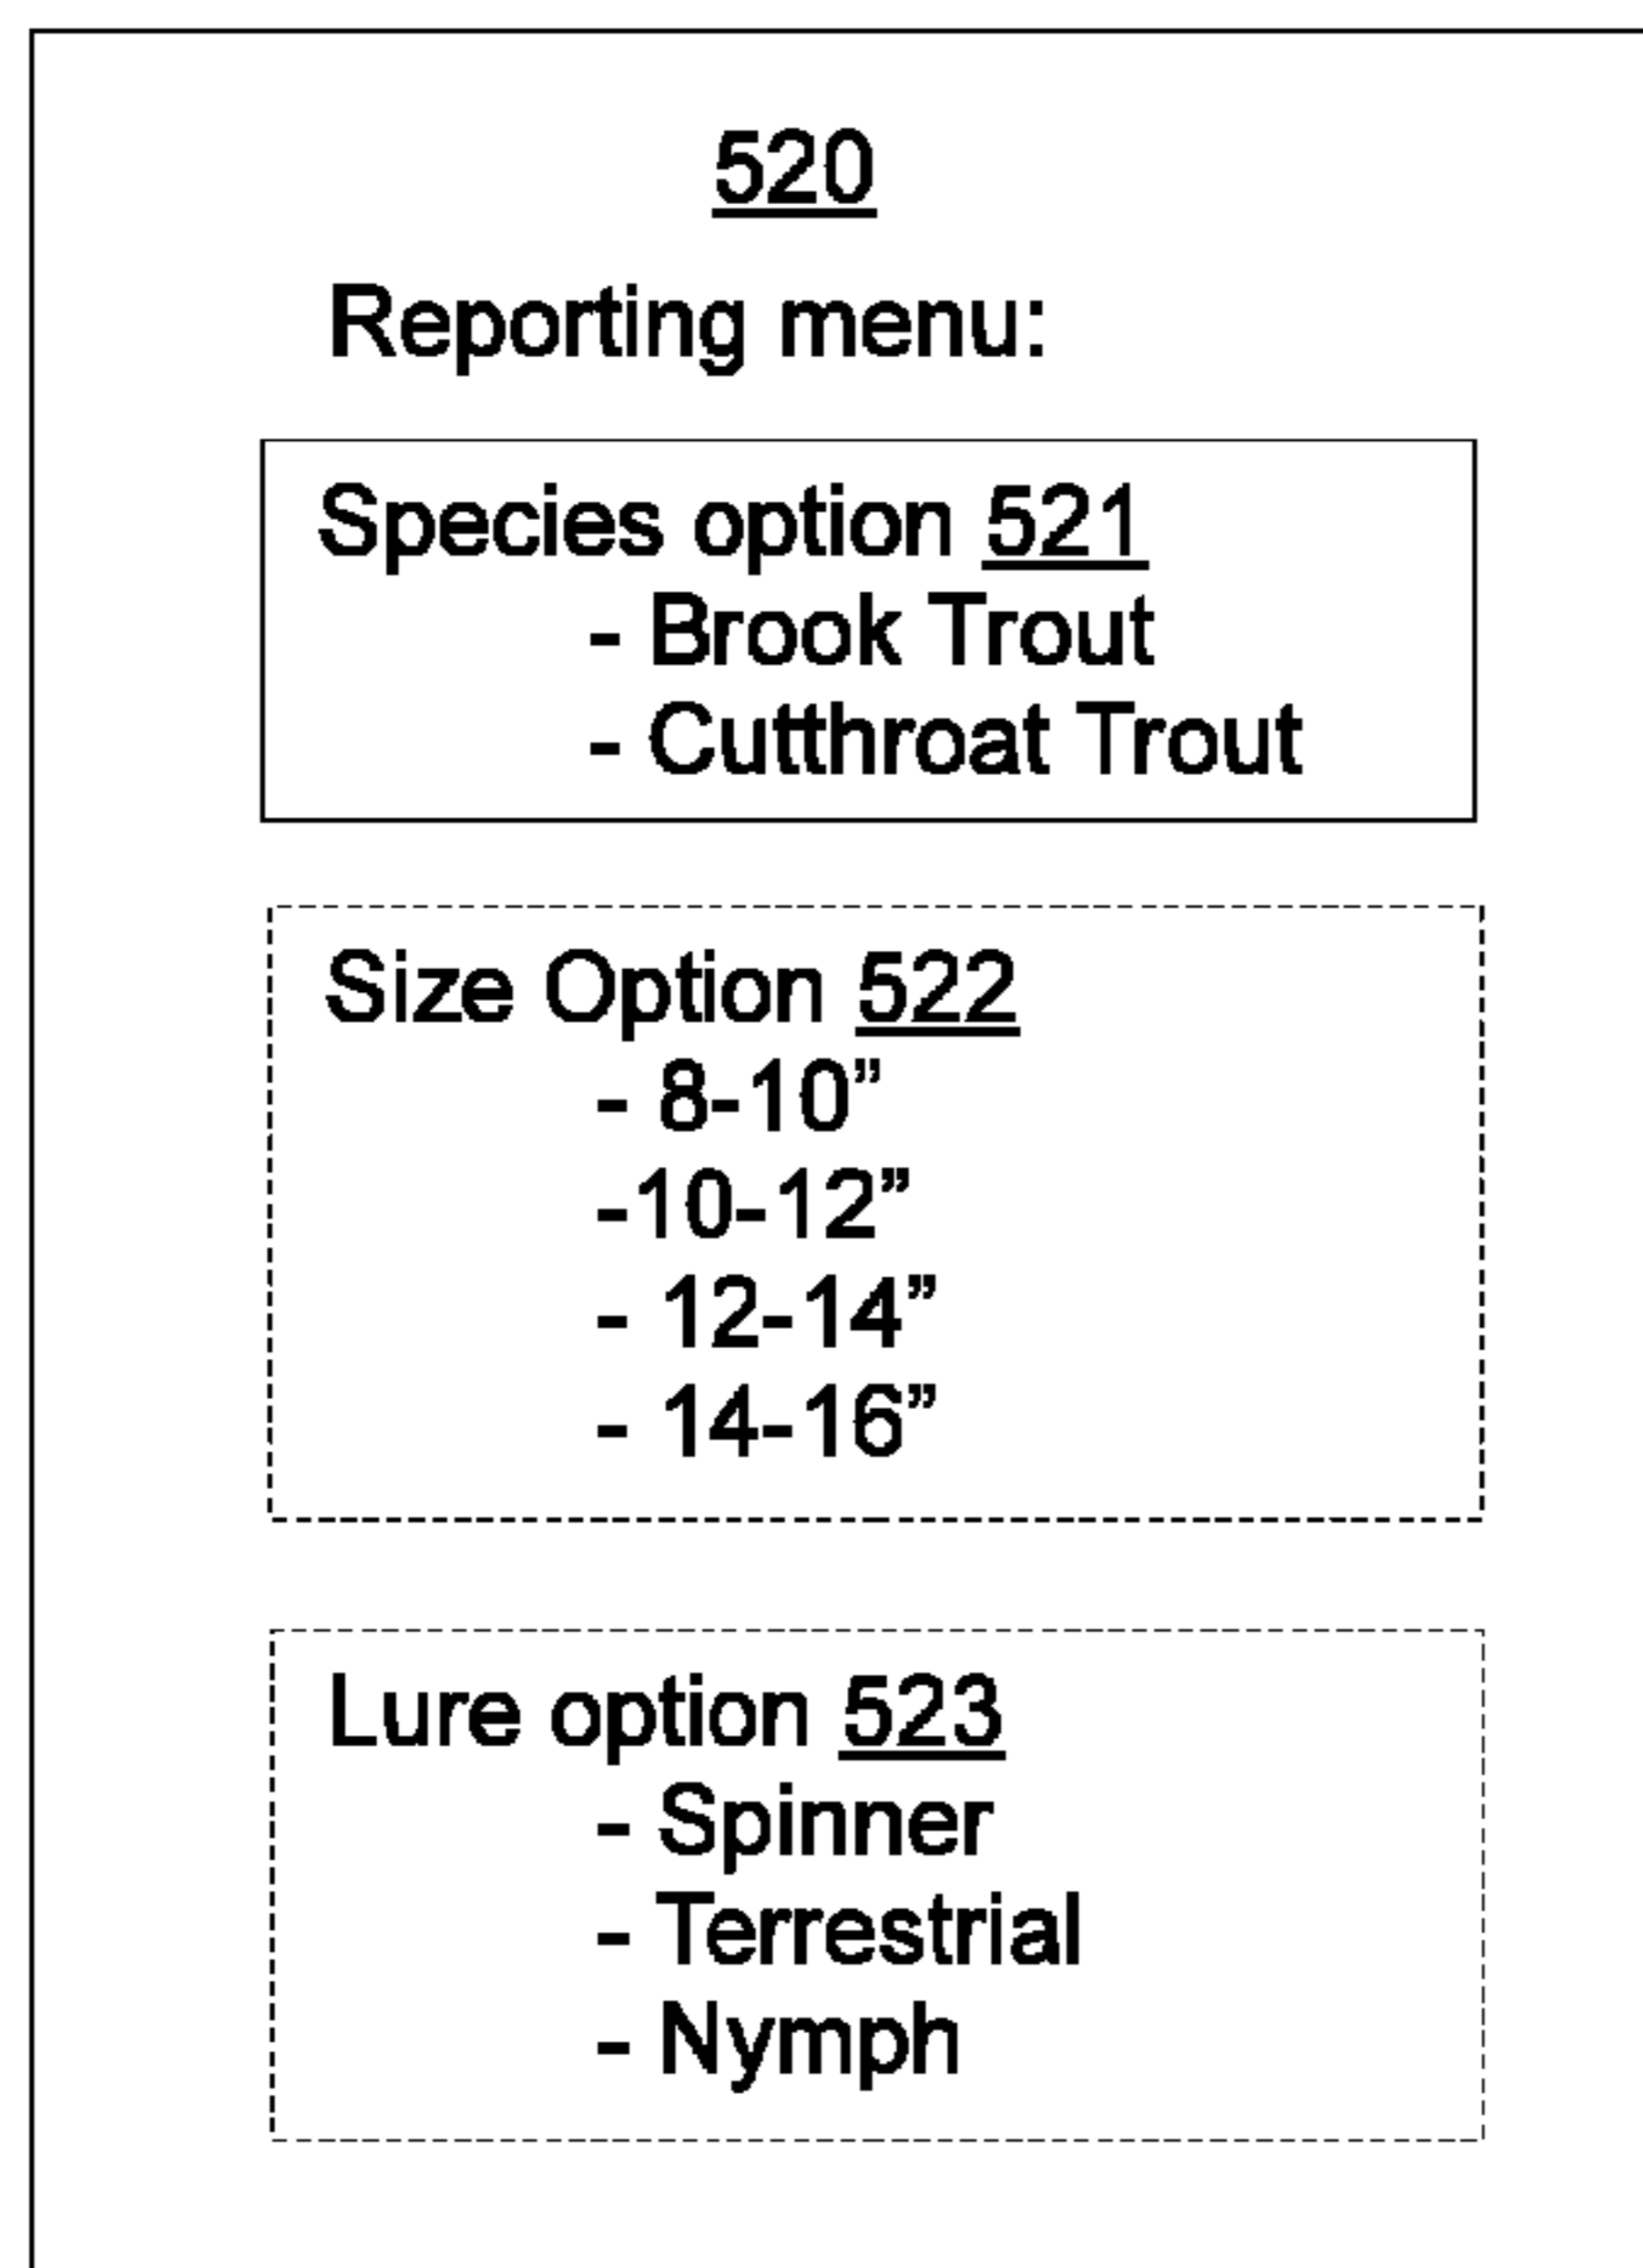 520
Reporting menu:
Species option 521
- Brook Trout
- Cutthroat Trout
Size Option 522
- 8-10”
-10-12”
- 12-14”
- 14-16”
Lure option 523
- Spinner
- Terrestrial
- Nymph